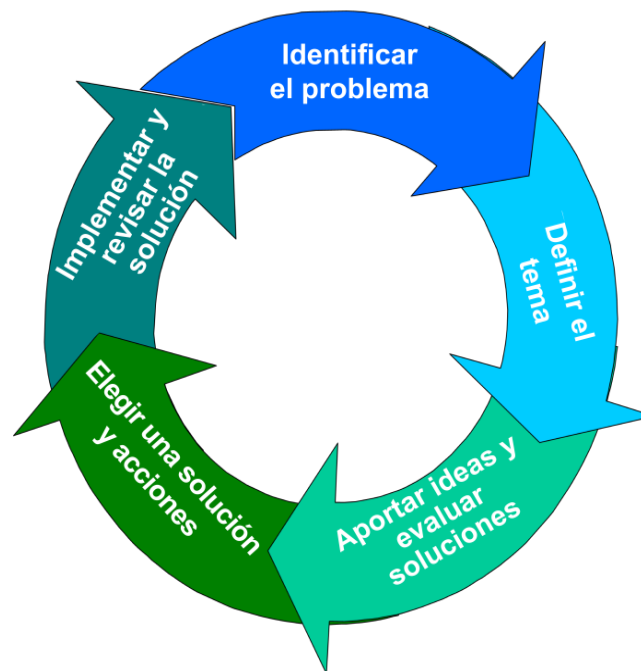 Identificar
el problema
Definir el
tema
Aportar ideas y
evaluar
soluciones
Elegir una solución
y acciones
Implementar y
revisar la
solución